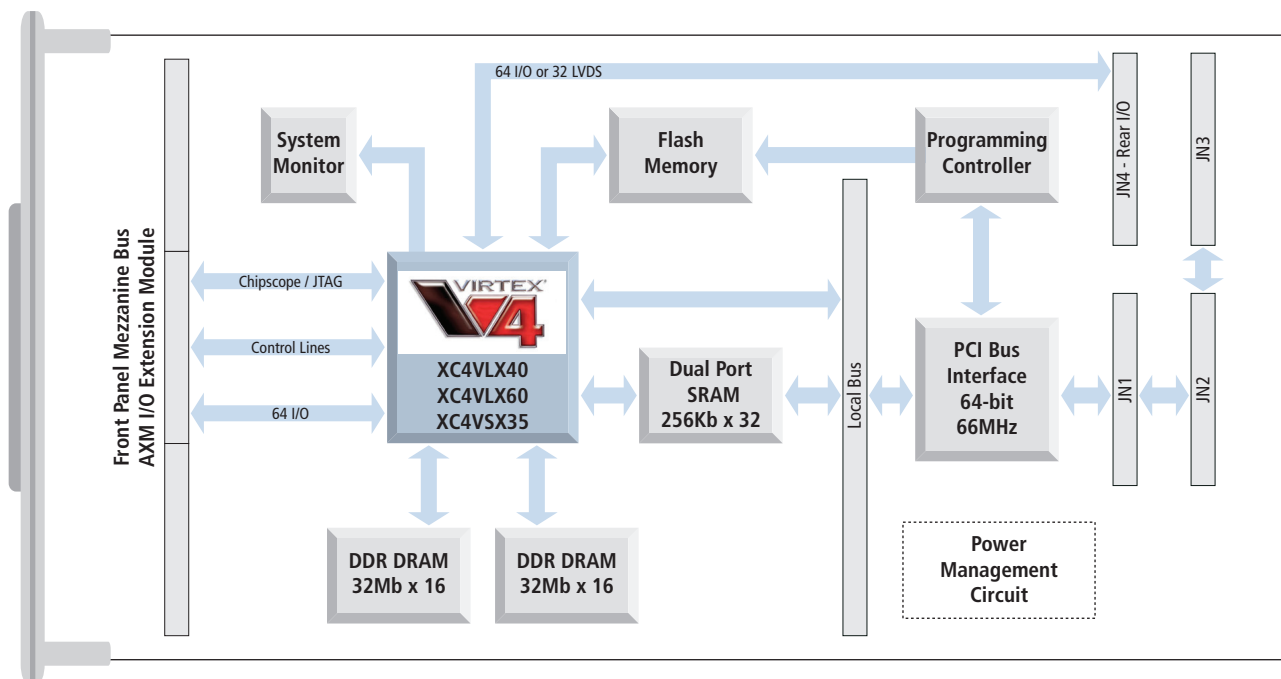 64 I/O or 32 LVDS
System
Monitor
Flash
Memory
Programming
Controller
JN4 - Rear I/O
JN3
Front Panel Mezzanine Bus
AXM I/O Extension Module
Chipscope / JTAG
Control Lines
64 I/O
VIRTEX
V4
XC4VLX40
XC4VLX60
XC4VSX35
Dual Port
SRAM
256Kb x 32
Local Bus
PCI Bus
Interface
64-bit
66MHz
JN1
JN2
DDR DRAM
32Mb x 16
DDR DRAM
32Mb x 16
Power
Management
Circuit